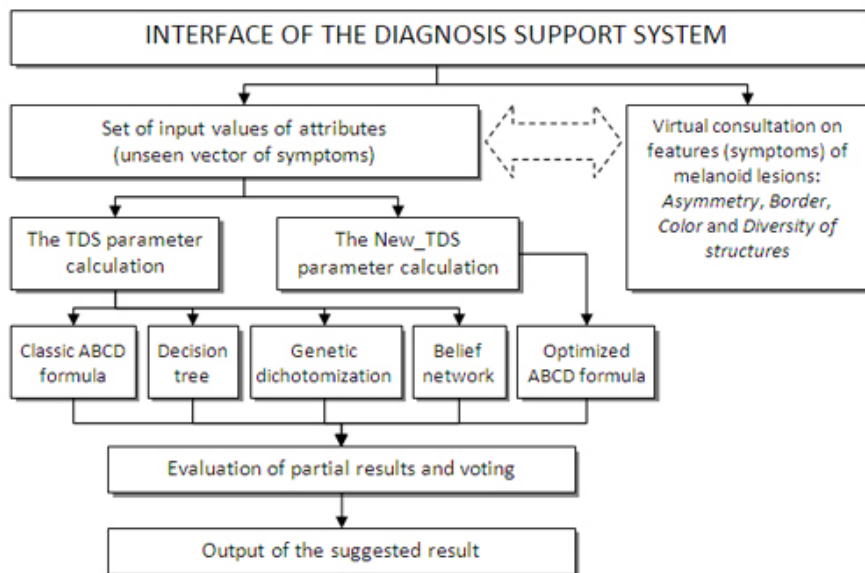 INTERFACE OF THE DIAGNOSIS SUPPORT SYSTEM
Set of input values of attributes
(unseen vector of symptoms)
Virtual consultation on
features (symptoms) of
melanoid lesions:
Asymmetry, Border,
Color and Diversity of
structures
The TDS parameter
calculation
The New_TDS
parameter calculation
Classic ABCD
formula
Decision
tree
Genetic
dichotomization
Belief
network
Optimized
ABCD formula
Evaluation of partial results and voting
Output of the suggested result